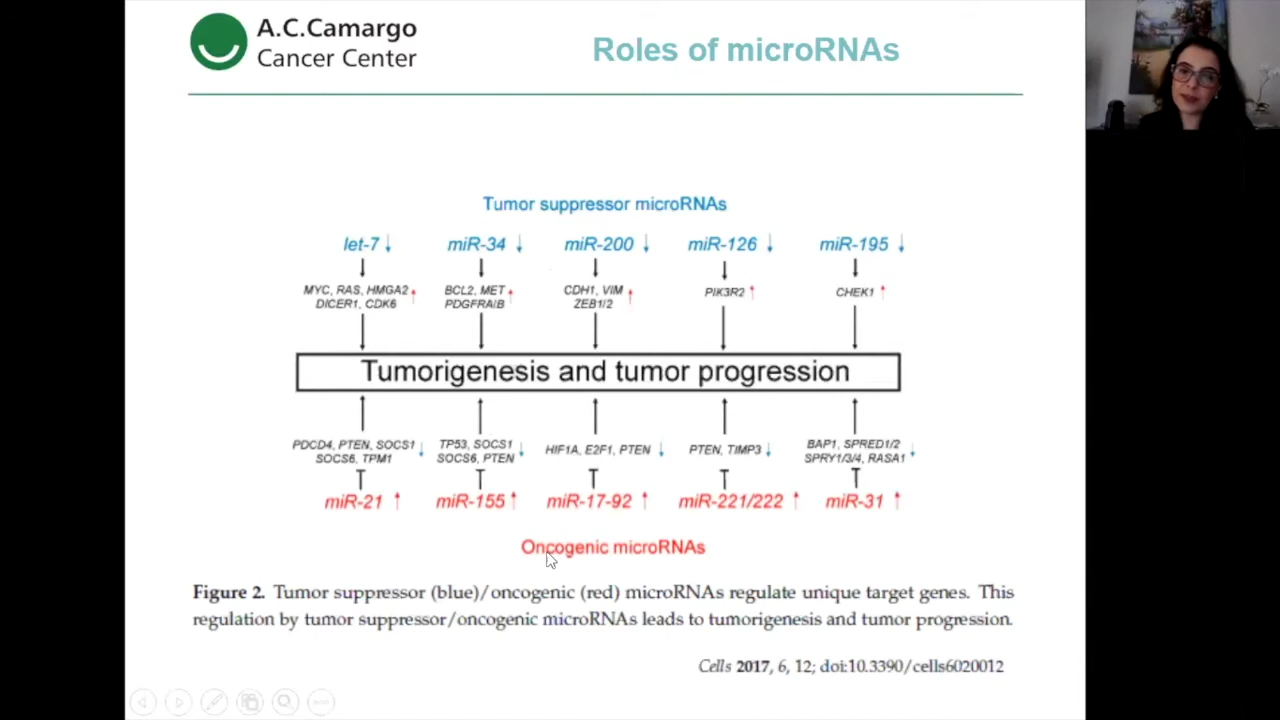 A.C.Camargo
Cancer Center
Roles of microRNAs
Tumor suppressor microRNAs
let-7 ↓ miR-34 ↓ miR-200 ↓ miR-126 ↓ miR-195 ↓
MYC, RAS, HMGA2 ↑ BCL2, MET ↑ CDH1, VIM ↑ PIK3R2 ↑ CHEK1 ↑
DICER1, CDK6 PDGFRA/B ZEB1/2
Tumorigenesis and tumor progression
PDCD4, PTEN, SOCS1 ↓ TP53, SOCS1 ↓ HIF1A, E2F1, PTEN ↓ PTEN, TIMP3 ↓ BAP1, SPRED1/2 ↓
SOCS6, TPM1 SOCS6, PTEN SPRY1/3/4, RASA1
miR-21 ↑ miR-155 ↑ miR-17-92 ↑ miR-221/222 ↑ miR-31 ↑
Oncogenic microRNAs
Figure 2. Tumor suppressor (blue)/oncogenic (red) microRNAs regulate unique target genes. This
regulation by tumor suppressor/oncogenic microRNAs leads to tumorigenesis and tumor progression.
Cells 2017, 6, 12; doi:10.3390/cells6020012